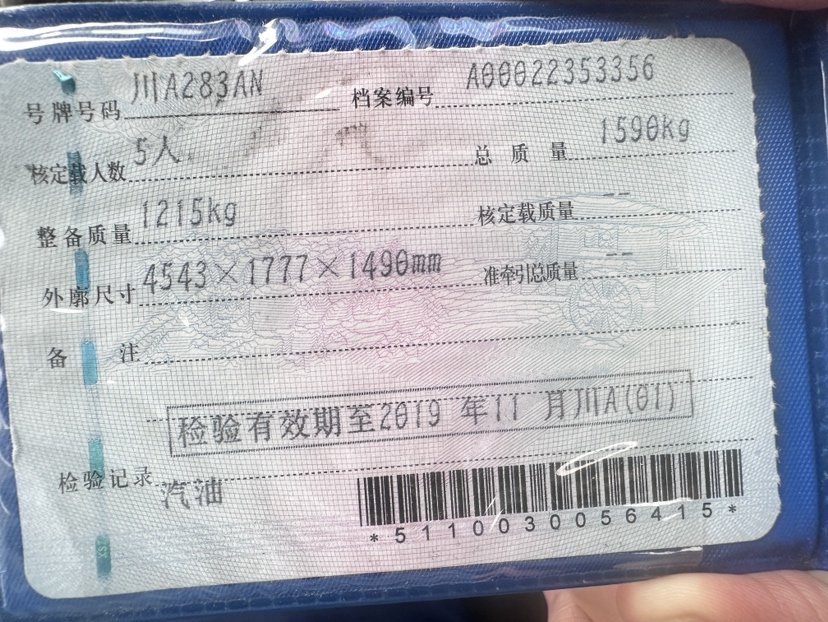 号牌号码 川A283AN 档案编号 A00022353356
核定载人数 5人 总质量 1590kg
整备质量 1215kg 核定载质量 --
外廓尺寸 4543×1777×1490mm 准牵引总质量 --
备注
检验有效期至2019年11月川A(01)
检验记录 汽油
*5110030056415*